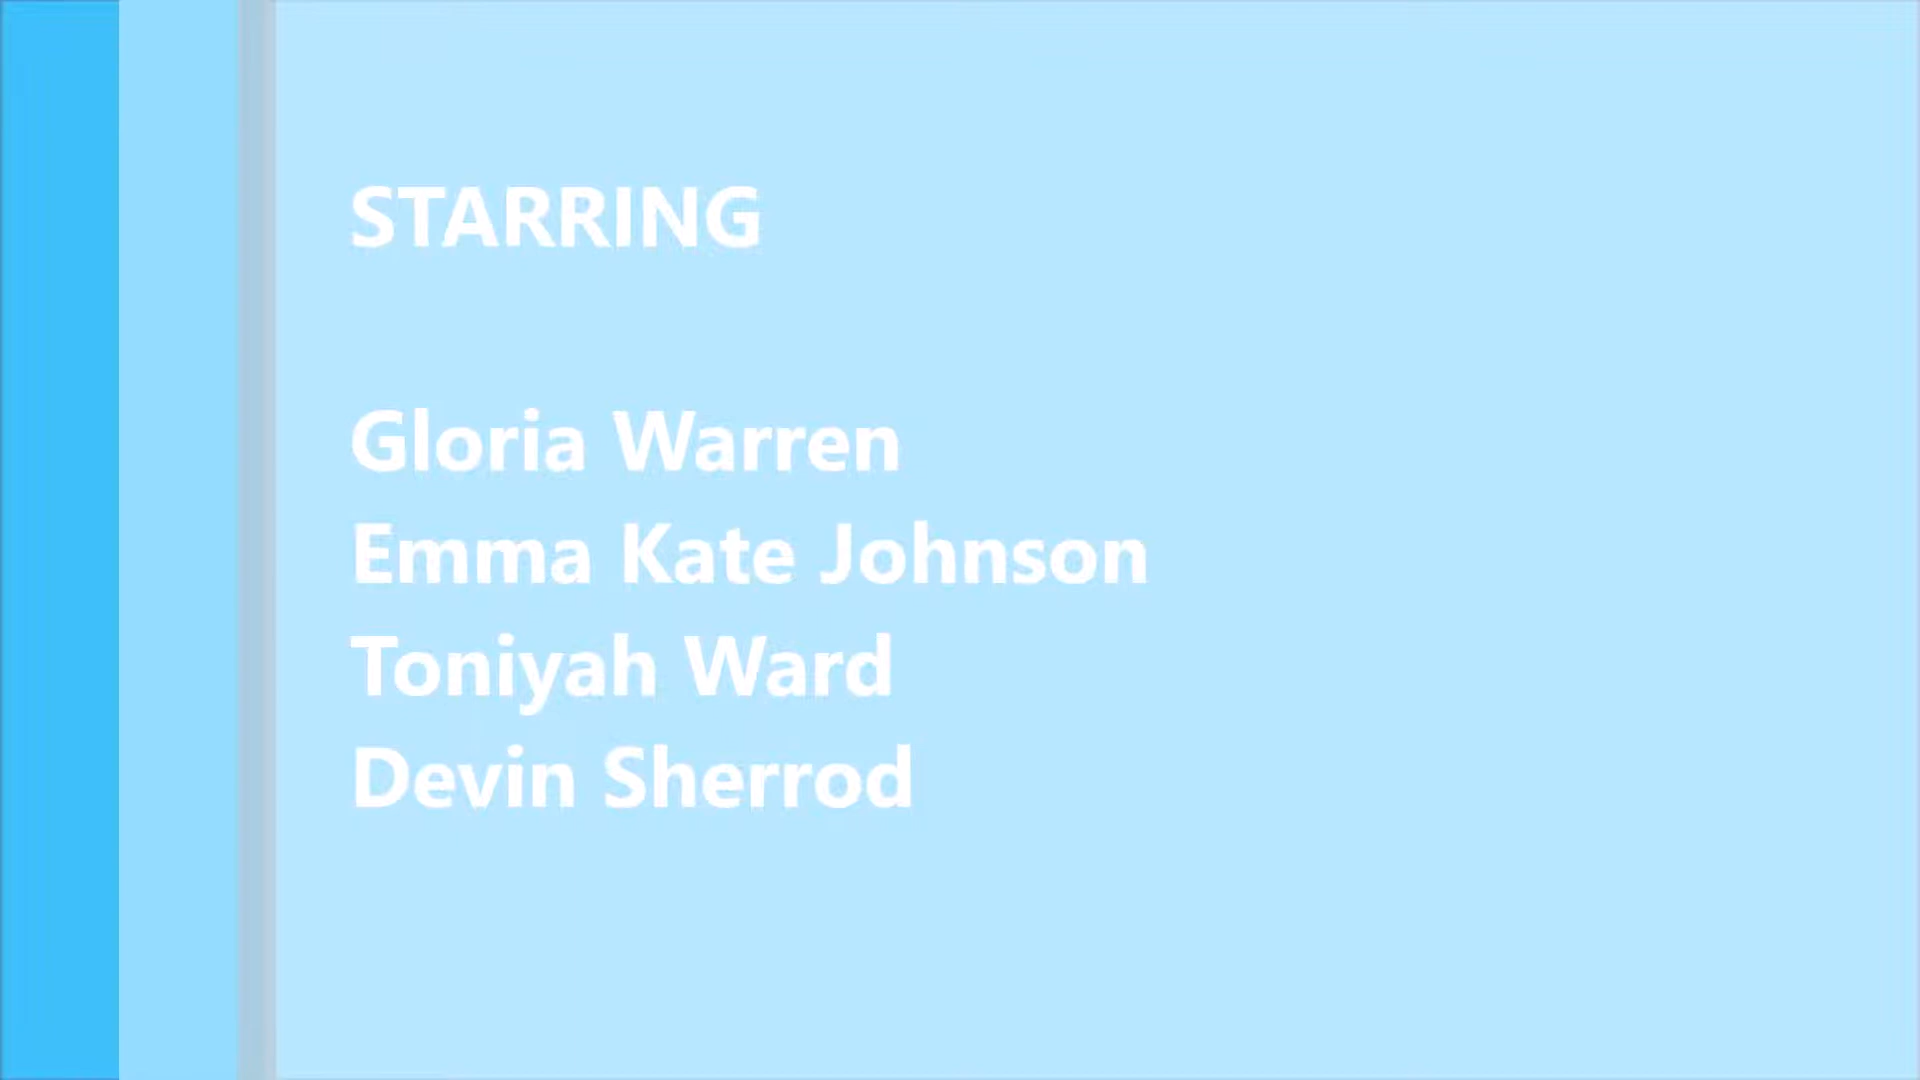 STARRING
Gloria Warren
Emma Kate Johnson
Toniyah Ward
Devin Sherrod